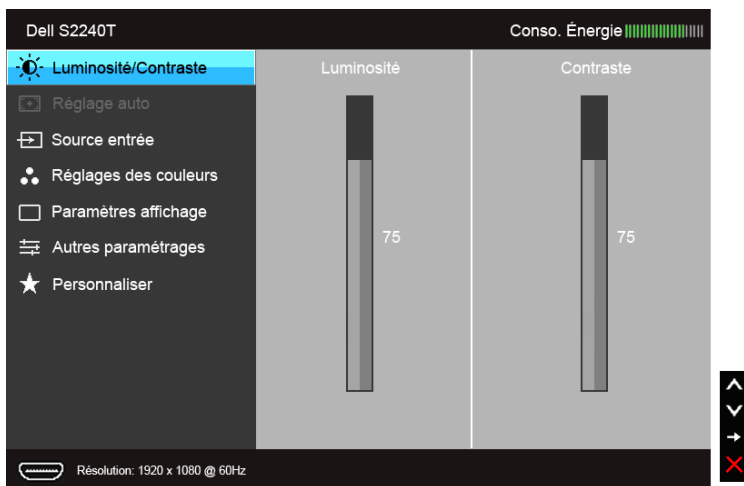 Dell S2240T
Conso. Énergie
Luminosité/Contraste
Réglage auto
Source entrée
Réglages des couleurs
Paramètres affichage
Autres paramétrages
Personnaliser
Luminosité
Contraste
75
75
Résolution: 1920 x 1080 @ 60Hz